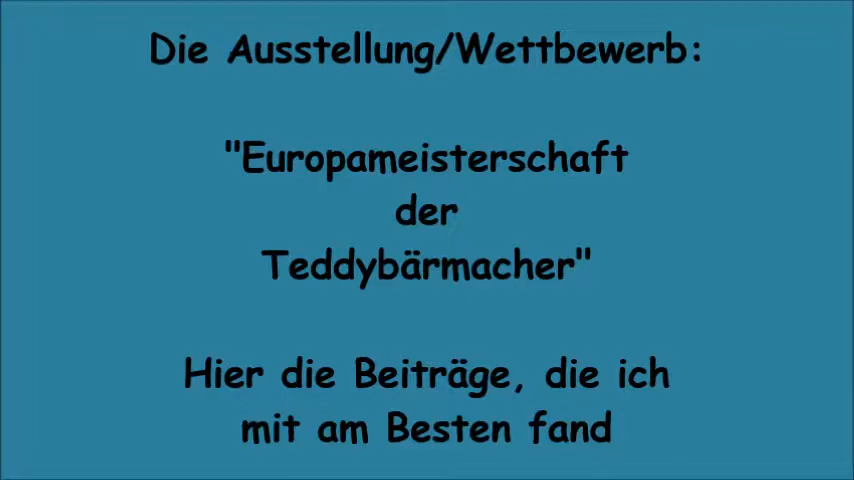 Die Ausstellung/Wettbewerb:
"Europameisterschaft
der
Teddybärmacher"
Hier die Beiträge, die ich
mit am Besten fand